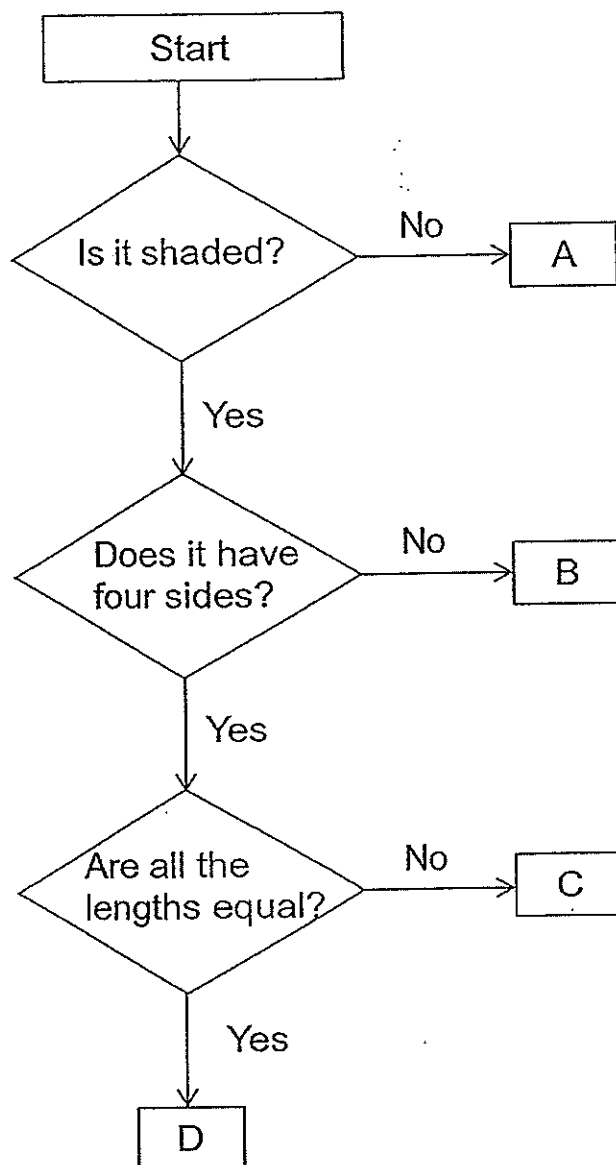 Start
Is it shaded?
No
A
Yes
Does it have
four sides?
No
B
Yes
Are all the
lengths equal?
No
C
Yes
D